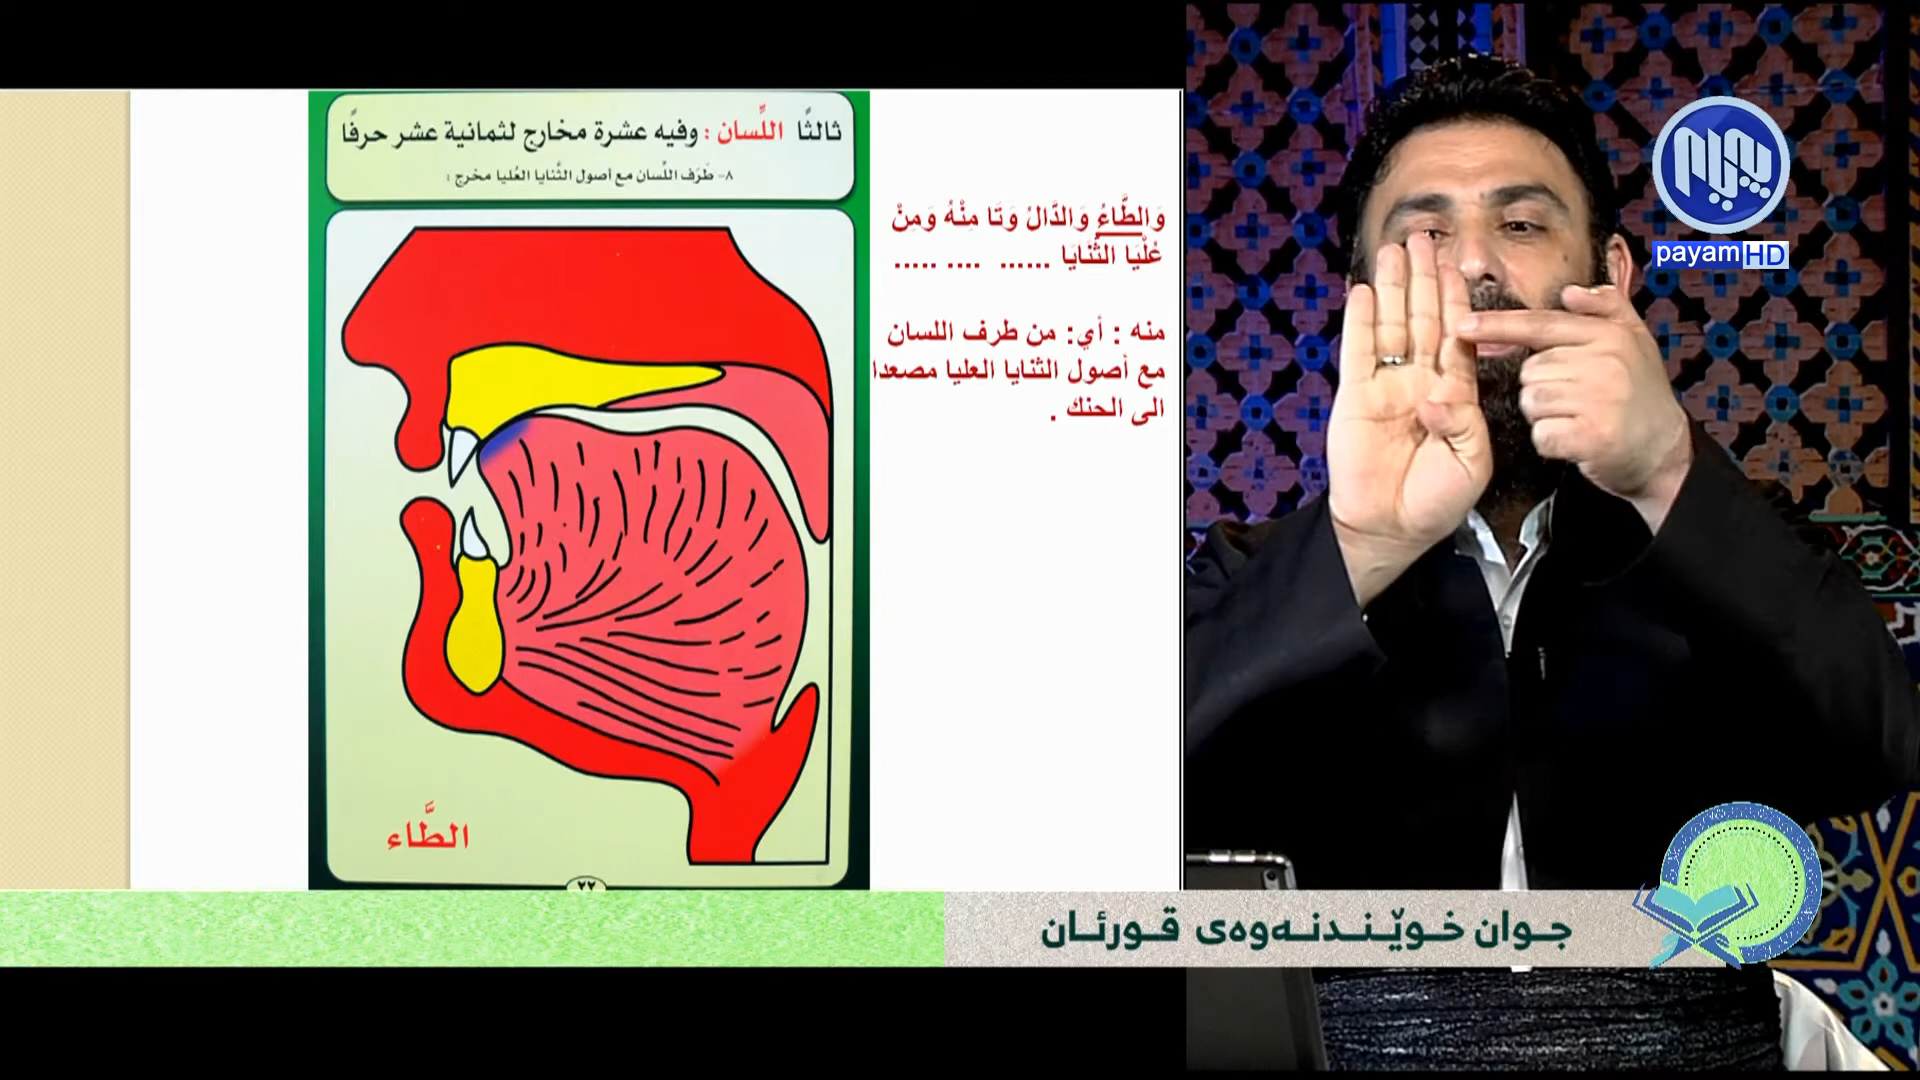 ثالثًا اللِّسان : وفيه عشرة مخارج لثمانية عشر حرفًا
٨- طَرَف اللِّسان مع أصول الثَّنايا العُليا مخرج :
وَالطَّاءُ وَالدَّالُ وَتَا مِنْهُ وَمِنْ
عُلْيَا الثَّنَايَا ...... .... .....
منه : أي: من طرف اللسان
مع أصول الثنايا العليا مصعدا
الى الحنك .
الطَّاء
٢٢
پەیام
payam HD
جوان خوێندنەوەی قورئان